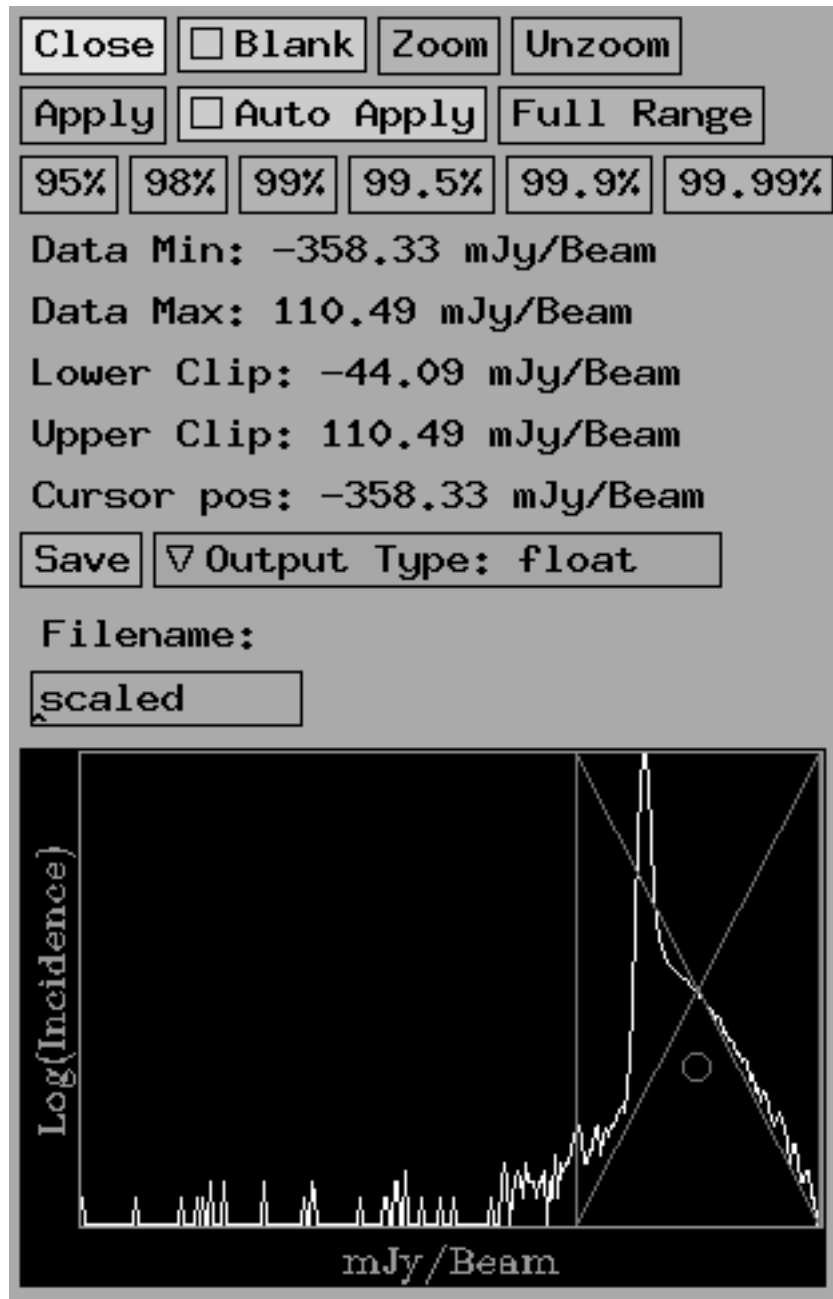 Close Blank Zoom Unzoom
Apply Auto Apply Full Range
95% 98% 99% 99.5% 99.9% 99.99%
Data Min: -358.33 mJy/Beam
Data Max: 110.49 mJy/Beam
Lower Clip: -44.09 mJy/Beam
Upper Clip: 110.49 mJy/Beam
Cursor pos: -358.33 mJy/Beam
Save Output Type: float
Filename:
scaled
Log(Incidence)
mJy/Beam